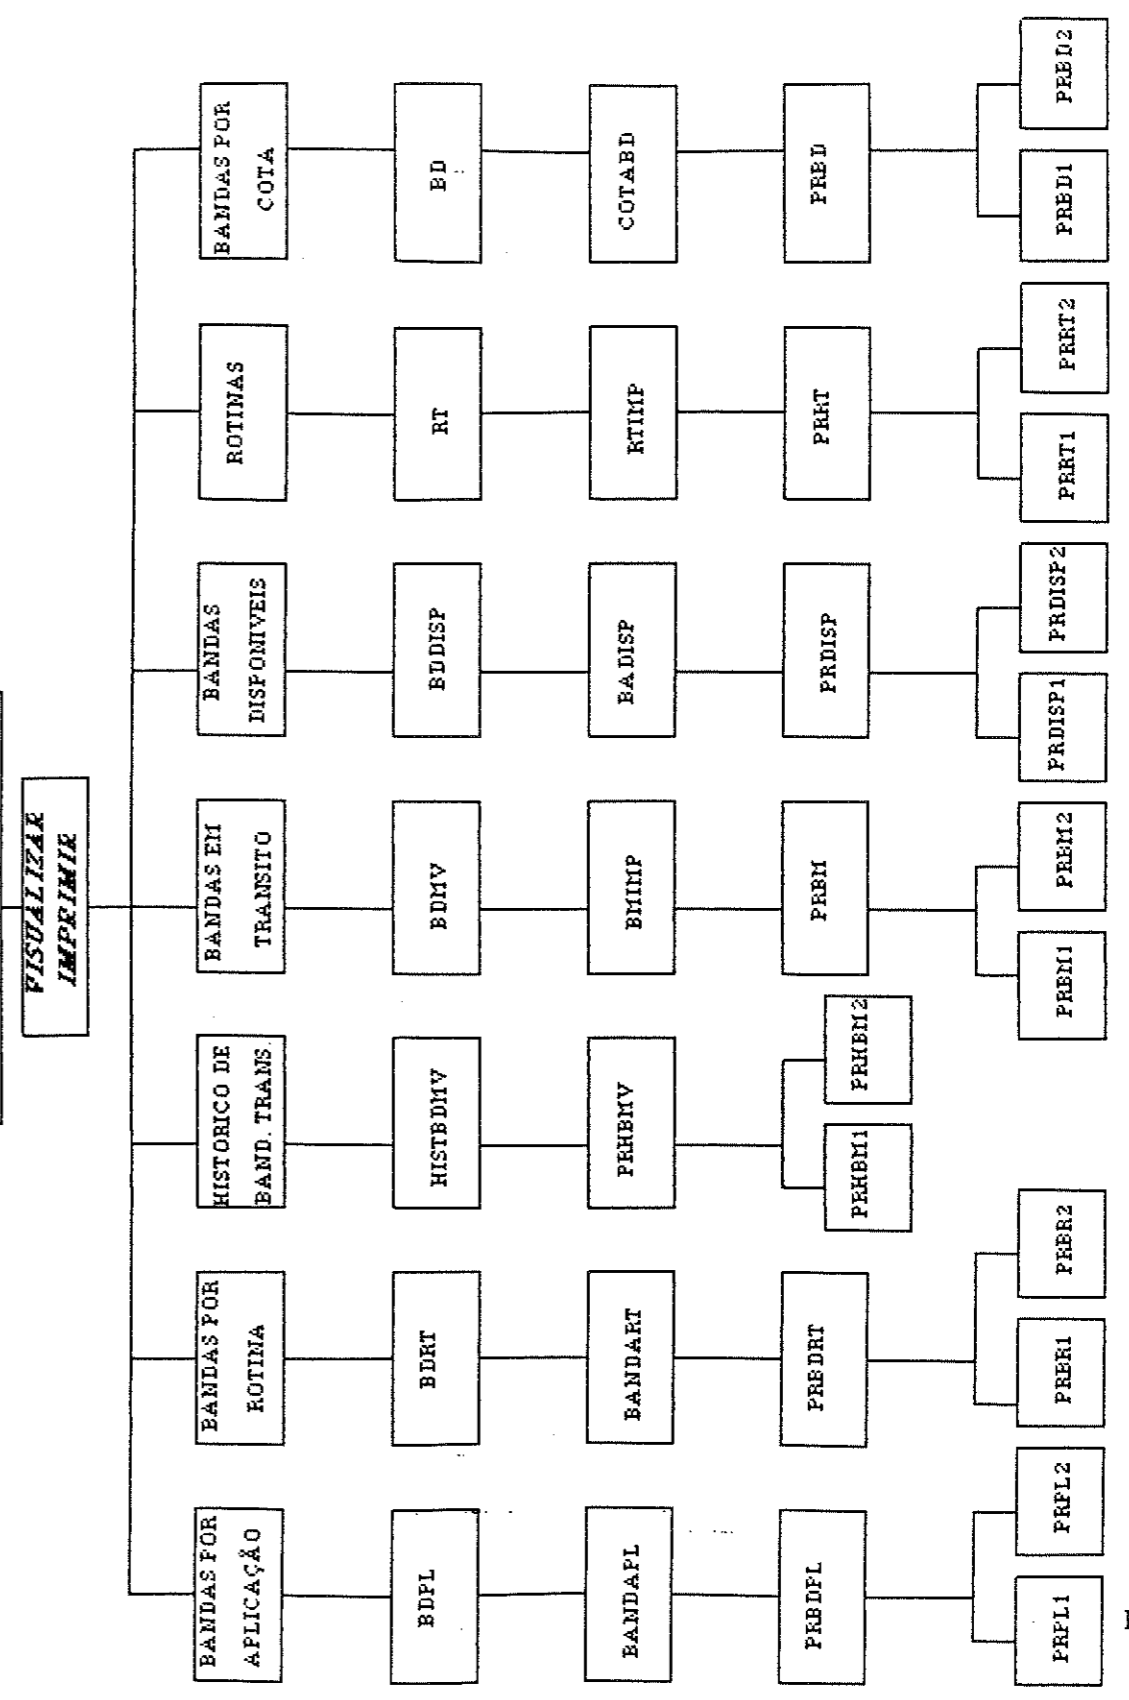 VISUALIZAR
IMPRIMIR
BANDAS POR
APLICAÇÃO
BANDAS POR
ROTINA
HISTORICO DE
BAND. TRANS.
BANDAS EM
TRANSITO
BANDAS
DISPONIVEIS
ROTINAS
BANDAS POR
COTA
BDPL
BDRT
HISTBDMV
BDMV
BDDISP
RT
BD
BANDAPL
BANDART
PRHBMV
BMIMP
BADISP
RTIMP
COTABD
PRBDPL
PRBDRT
PRHBM1
PRHBM2
PRBM
PRDISP
PRRT
PRBD
PRPL1
PRPL2
PRBR1
PRBR2
PRBM1
PRBM2
PRDISP1
PRDISP2
PRRT1
PRRT2
PRBD1
PRBD2